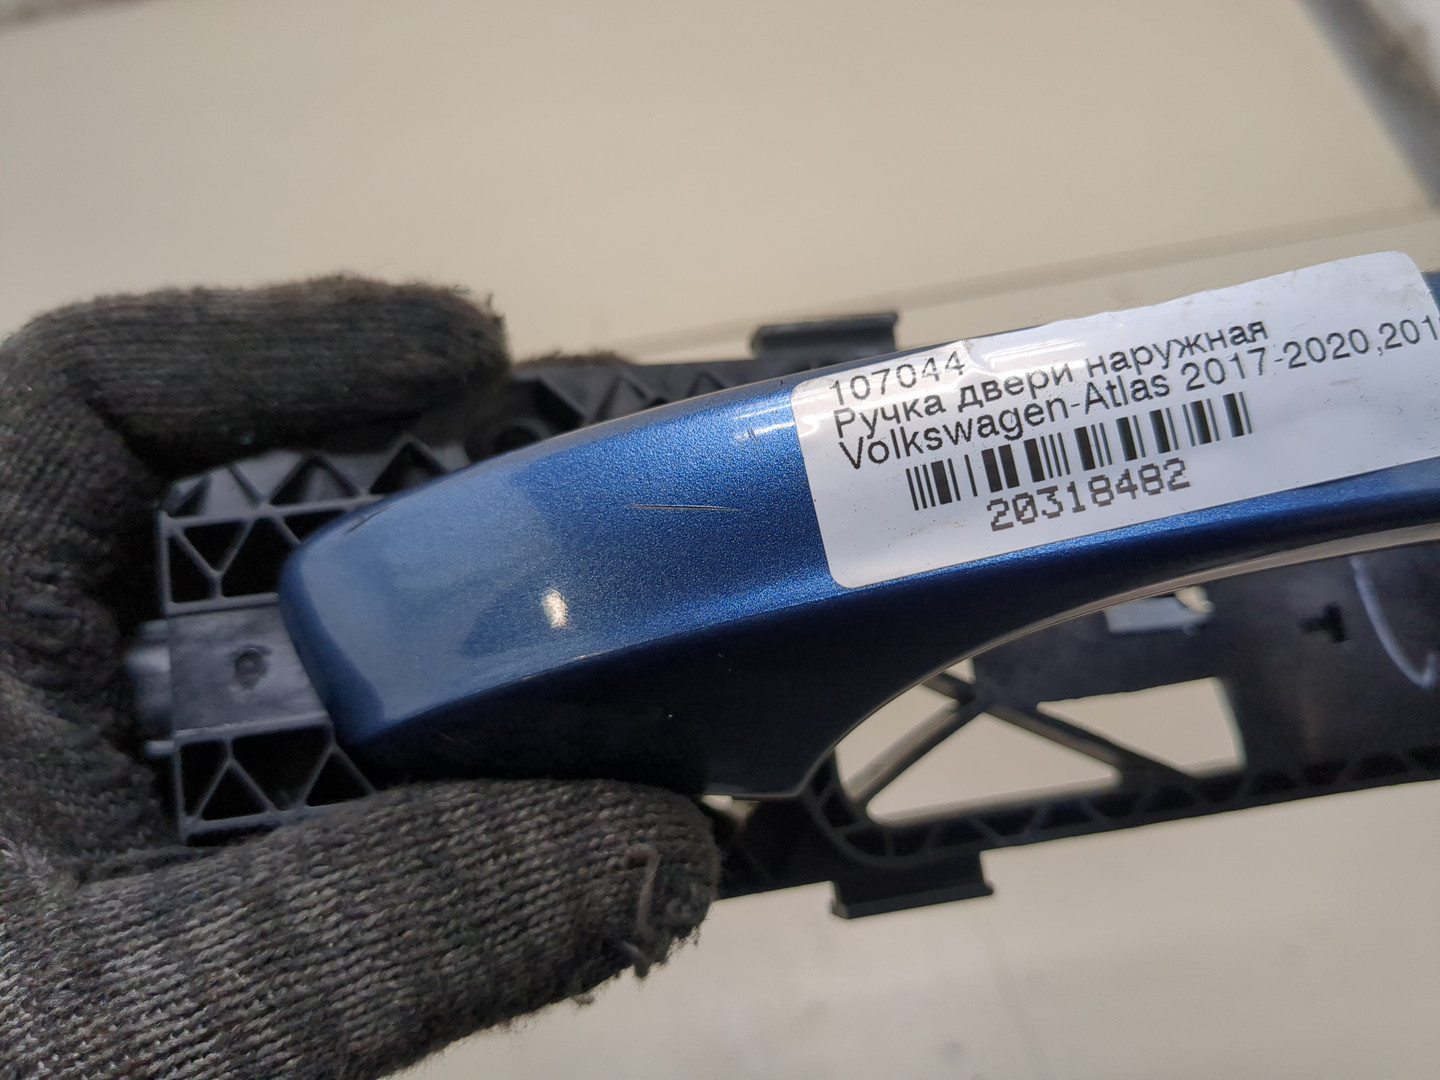 107044
Ручка двери наружная
Volkswagen-Atlas 2017-2020,201
20318482